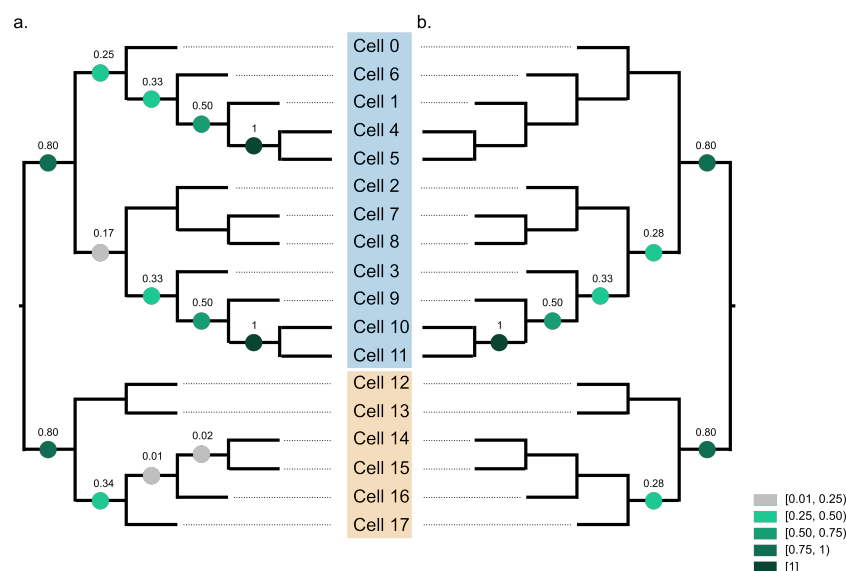 a.
b.
Cell 0
0.25
Cell 6
0.33
Cell 1
0.50
1
Cell 4
0.80
0.80
Cell 5
Cell 2
Cell 7
0.17
0.28
Cell 8
Cell 3
0.33
0.33
Cell 9
0.50
0.50
1
1
Cell 10
Cell 11
Cell 12
Cell 13
0.80
0.80
0.02
Cell 14
0.01
Cell 15
0.34
0.28
Cell 16
Cell 17
[0.01, 0.25)
[0.25, 0.50)
[0.50, 0.75)
[0.75, 1)
[1]